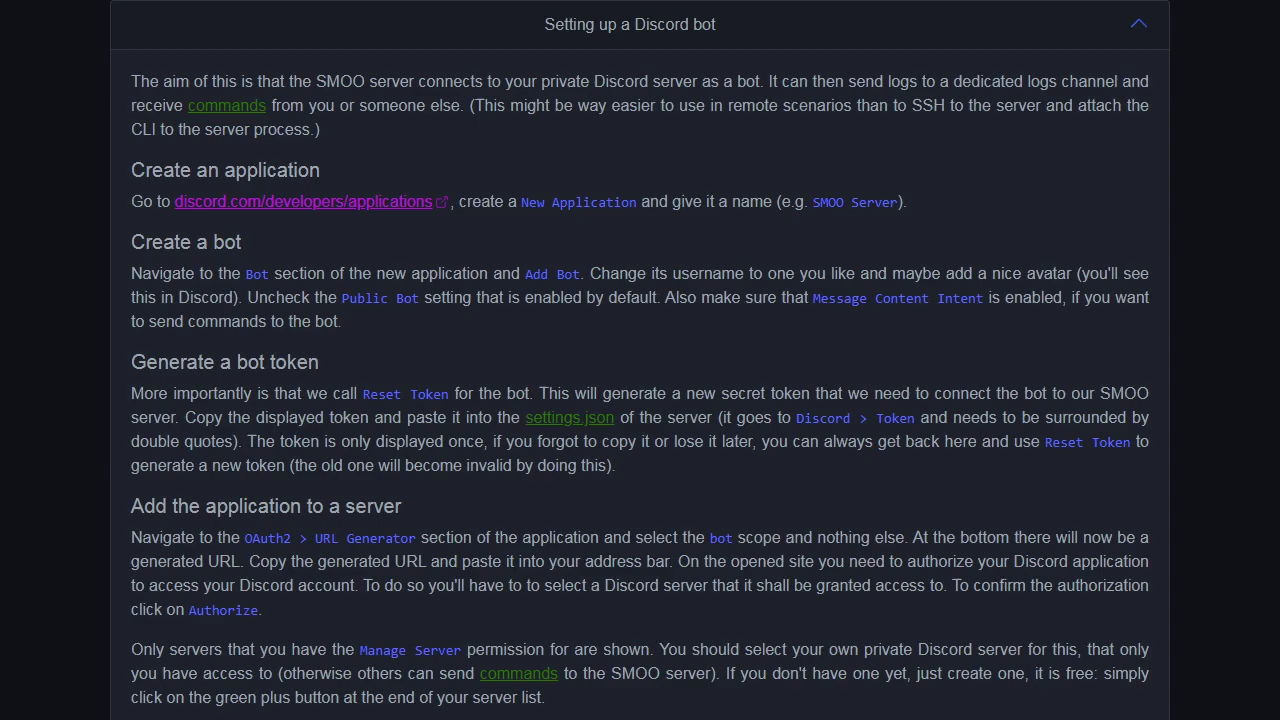 Setting up a Discord bot
The aim of this is that the SMOO server connects to your private Discord server as a bot. It can then send logs to a dedicated logs channel and
receive commands from you or someone else. (This might be way easier to use in remote scenarios than to SSH to the server and attach the
CLI to the server process.)
Create an application
Go to discord.com/developers/applications, create a New Application and give it a name (e.g. SMOO Server).
Create a bot
Navigate to the Bot section of the new application and Add Bot. Change its username to one you like and maybe add a nice avatar (you'll see
this in Discord). Uncheck the Public Bot setting that is enabled by default. Also make sure that Message Content Intent is enabled, if you want
to send commands to the bot.
Generate a bot token
More importantly is that we call Reset Token for the bot. This will generate a new secret token that we need to connect the bot to our SMOO
server. Copy the displayed token and paste it into the settings.json of the server (it goes to Discord > Token and needs to be surrounded by
double quotes). The token is only displayed once, if you forgot to copy it or lose it later, you can always get back here and use Reset Token to
generate a new token (the old one will become invalid by doing this).
Add the application to a server
Navigate to the OAuth2 > URL Generator section of the application and select the bot scope and nothing else. At the bottom there will now be a
generated URL. Copy the generated URL and paste it into your address bar. On the opened site you need to authorize your Discord application
to access your Discord account. To do so you'll have to to select a Discord server that it shall be granted access to. To confirm the authorization
click on Authorize.
Only servers that you have the Manage Server permission for are shown. You should select your own private Discord server for this, that only
you have access to (otherwise others can send commands to the SMOO server). If you don't have one yet, just create one, it is free: simply
click on the green plus button at the end of your server list.